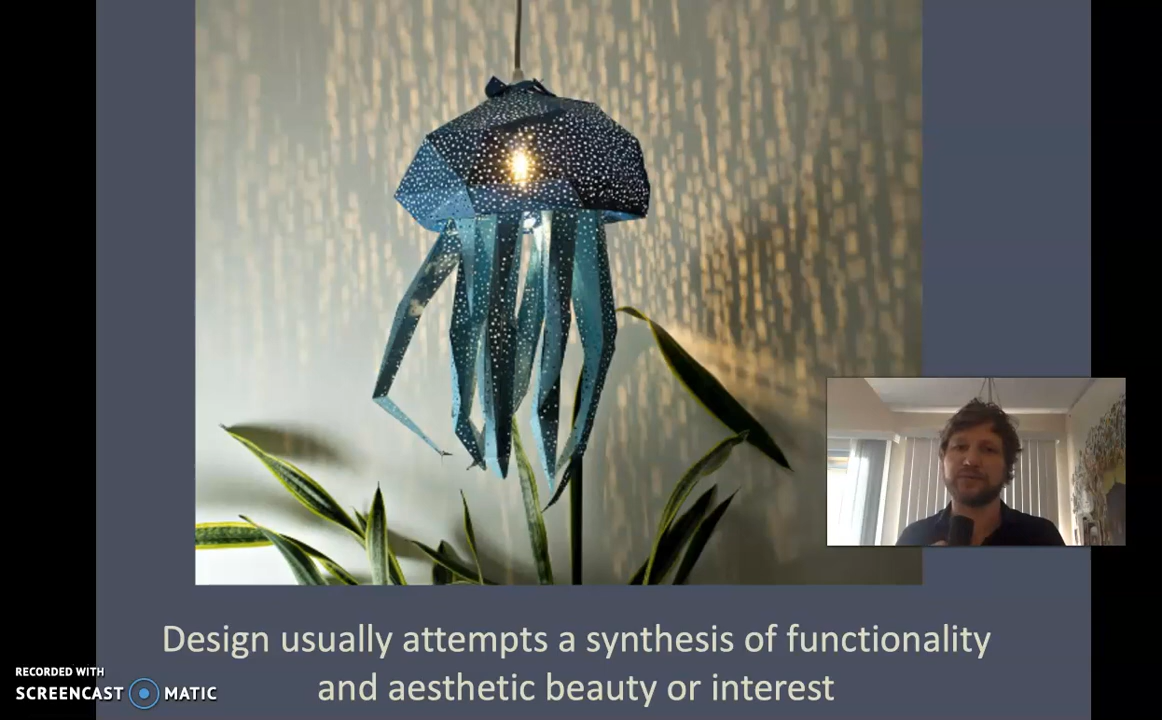 Design usually attempts a synthesis of functionality
and aesthetic beauty or interest
RECORDED WITH
SCREENCAST MATIC